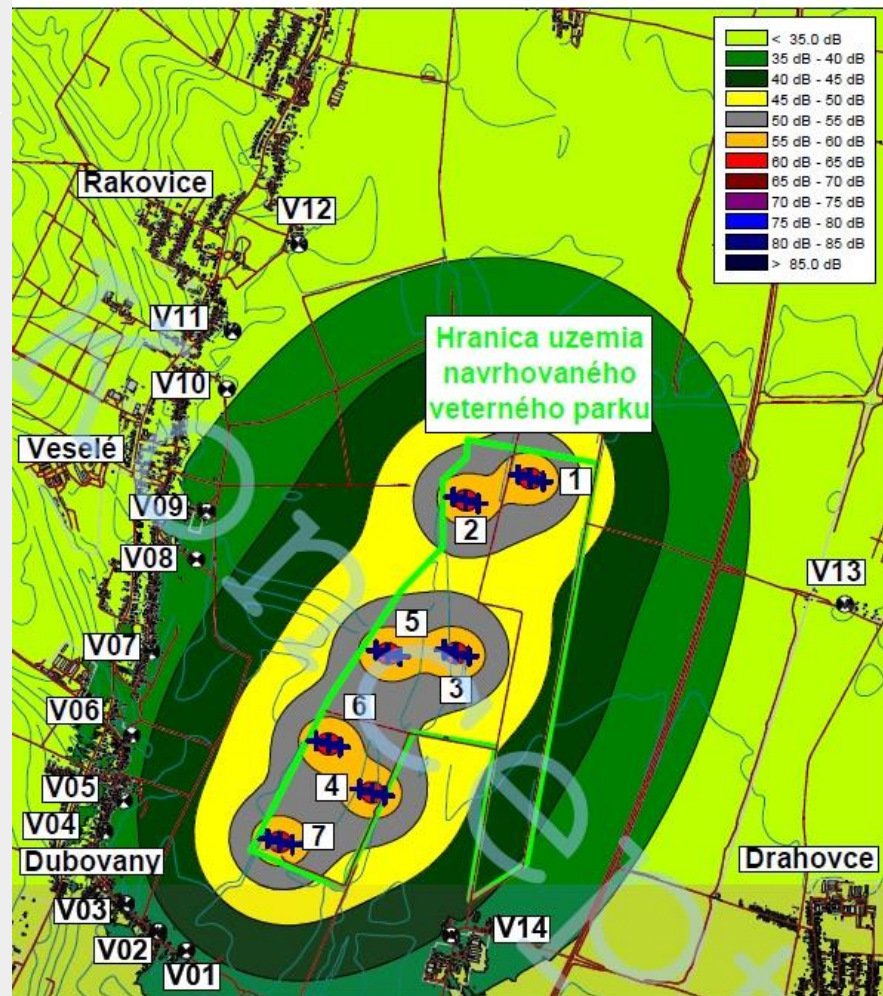 < 35.0 dB
35 dB - 40 dB
40 dB - 45 dB
45 dB - 50 dB
50 dB - 55 dB
55 dB - 60 dB
60 dB - 65 dB
65 dB - 70 dB
70 dB - 75 dB
75 dB - 80 dB
80 dB - 85 dB
> 85.0 dB
Rakovice
V12
V11
Hranica uzemia
navrhovaného
veterného parku
V10
Veselé
1
2
V09
V08
V13
V07
5
3
V06
6
V05
4
V04
7
Dubovany
Drahovce
V03
V02
V14
V01